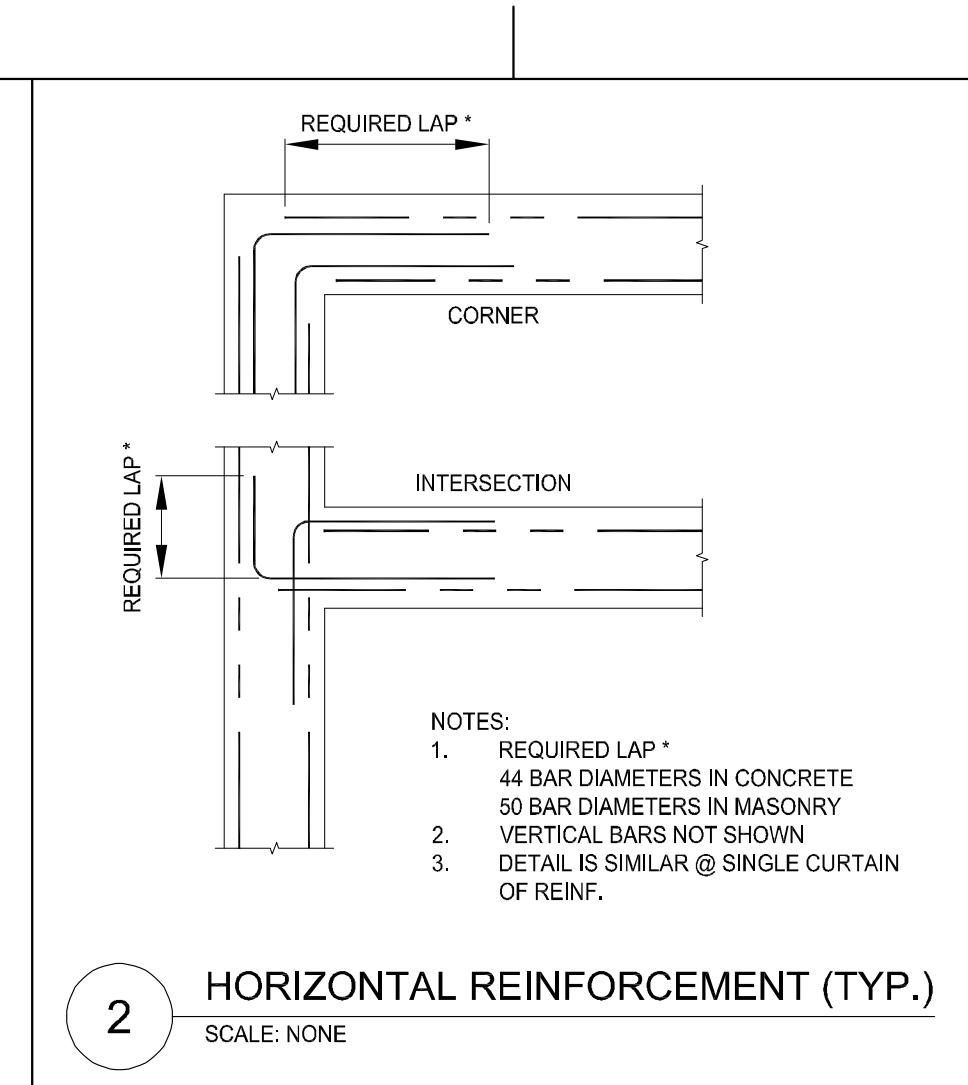 REQUIRED LAP *
CORNER
REQUIRED LAP *
INTERSECTION
NOTES:
1. REQUIRED LAP *
44 BAR DIAMETERS IN CONCRETE
50 BAR DIAMETERS IN MASONRY
2. VERTICAL BARS NOT SHOWN
3. DETAIL IS SIMILAR @ SINGLE CURTAIN
OF REINF.
2 HORIZONTAL REINFORCEMENT (TYP.)
SCALE: NONE